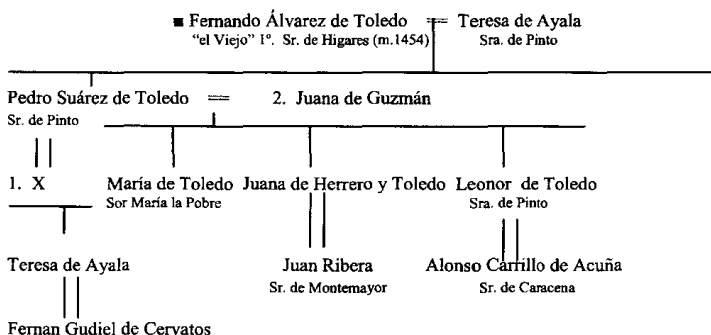 ■ Fernando Álvarez de Toledo == Teresa de Ayala
"el Viejo" 1º. Sr. de Higares (m.1454) Sra. de Pinto
Pedro Suárez de Toledo == 2. Juana de Guzmán
Sr. de Pinto
1. X María de Toledo Juana de Herrero y Toledo Leonor de Toledo
Sor María la Pobre Sra. de Pinto
Teresa de Ayala Juan Ribera Alonso Carrillo de Acuña
Sr. de Montemayor Sr. de Caracena
Fernan Gudiel de Cervatos